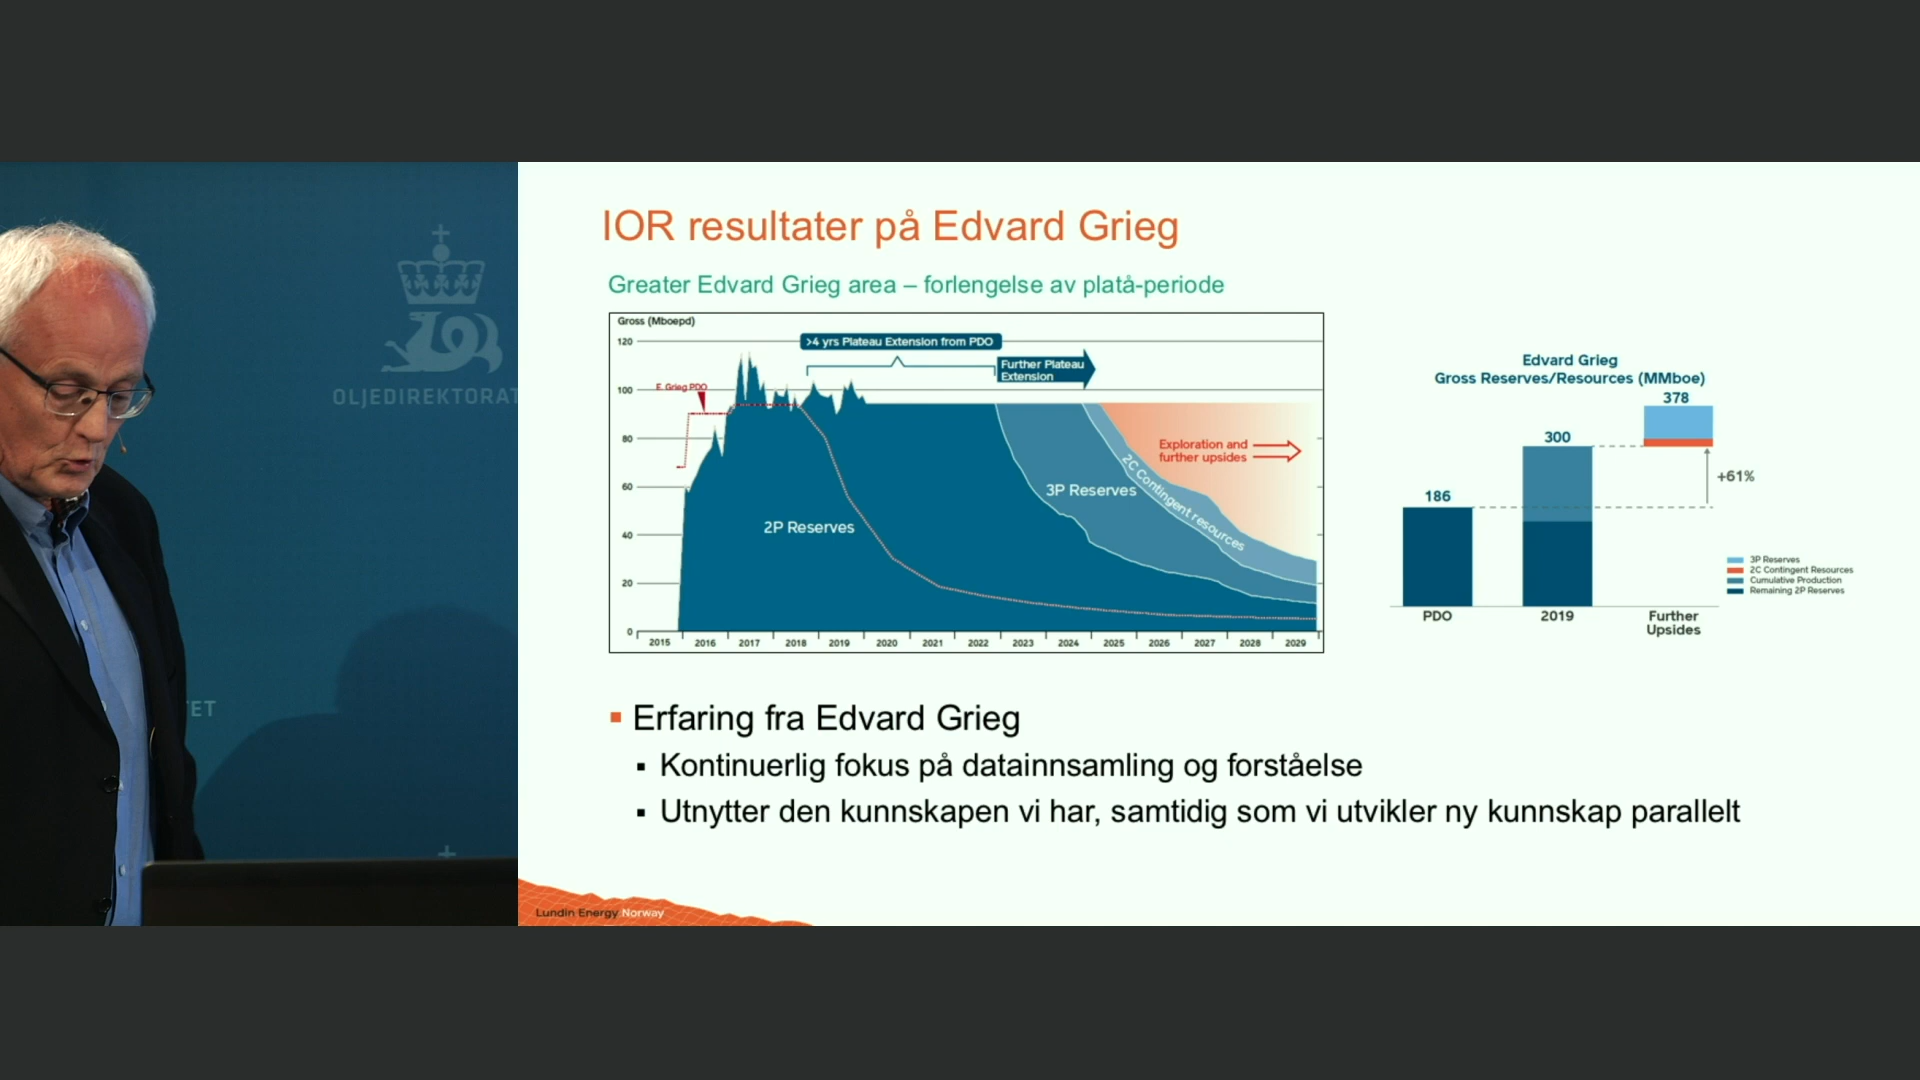 OLJEDIREKTORAT
ET
IOR resultater på Edvard Grieg
Greater Edvard Grieg area – forlengelse av platå-periode
Gross (Mboepd)
120
100
80
60
40
20
0
>4 yrs Plateau Extension from PDO
Further Plateau
Extension
E. Grieg PDO
Exploration and
further upsides
2P Reserves
3P Reserves
2C Contingent resources
2015 2016 2017 2018 2019 2020 2021 2022 2023 2024 2025 2026 2027 2028 2029
Edvard Grieg
Gross Reserves/Resources (MMboe)
378
300
186
+61%
3P Reserves
2C Contingent Resources
Cumulative Production
Remaining 2P Reserves
PDO 2019 Further
Upsides
Erfaring fra Edvard Grieg
Kontinuerlig fokus på datainnsamling og forståelse
Utnytter den kunnskapen vi har, samtidig som vi utvikler ny kunnskap parallelt
Lundin Energy Norway